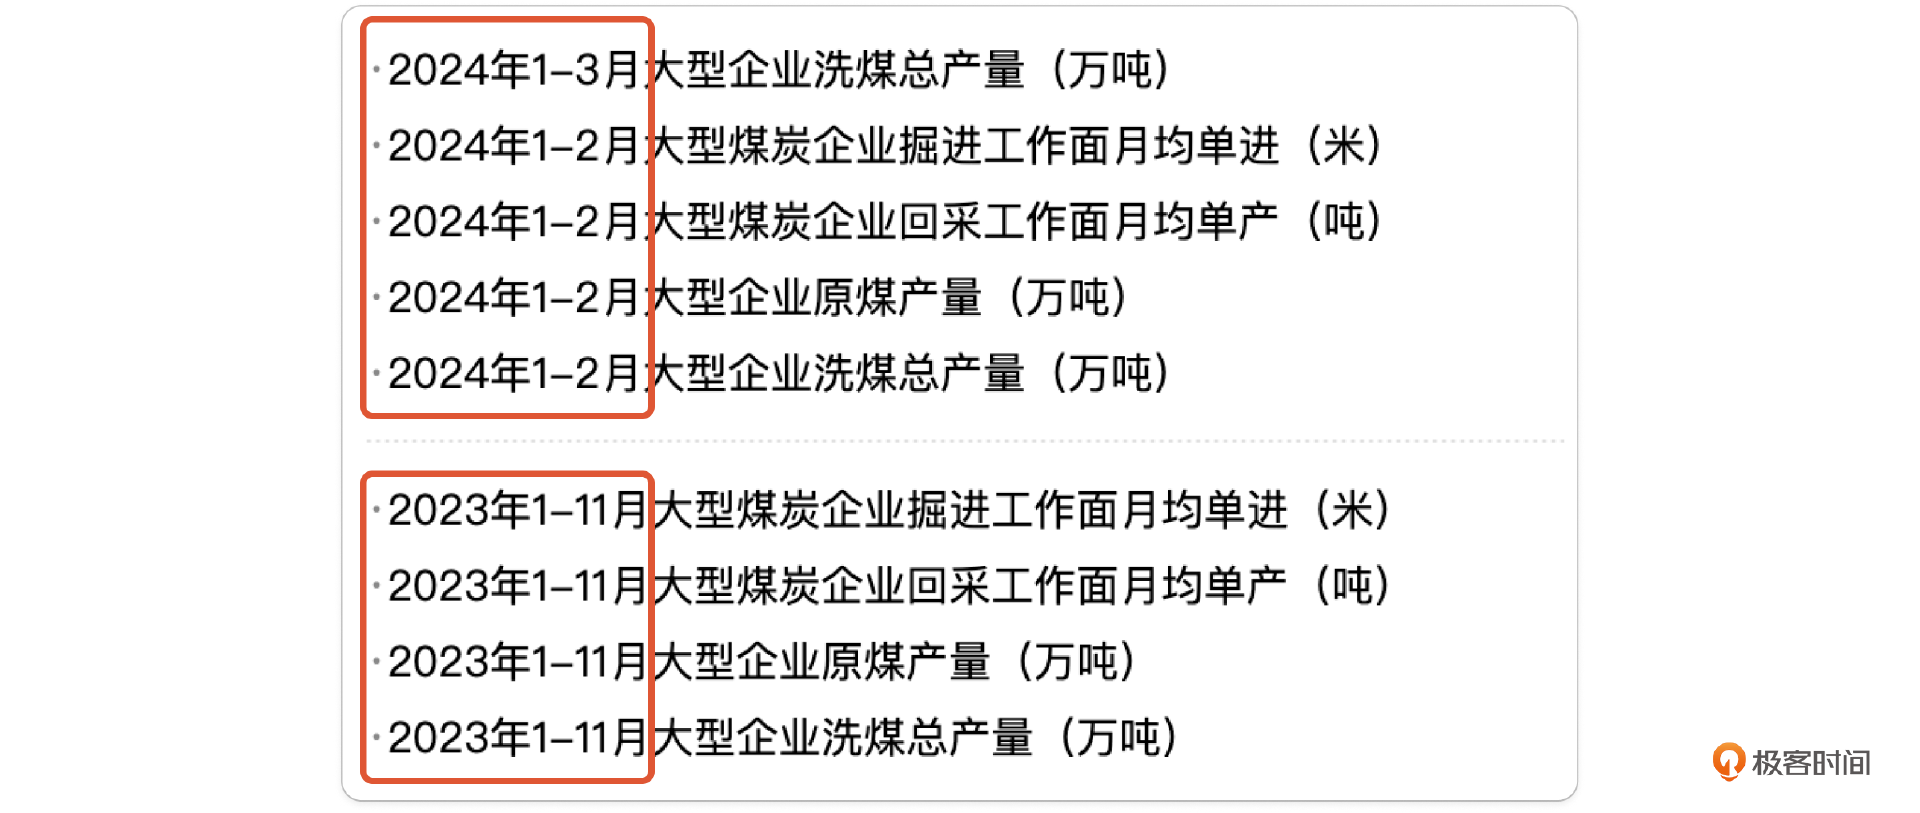 · 2024年1-3月大型企业洗煤总产量（万吨）
· 2024年1-2月大型煤炭企业掘进工作面月均单进（米）
· 2024年1-2月大型煤炭企业回采工作面月均单产（吨）
· 2024年1-2月大型企业原煤产量（万吨）
· 2024年1-2月大型企业洗煤总产量（万吨）
· 2023年1-11月大型煤炭企业掘进工作面月均单进（米）
· 2023年1-11月大型煤炭企业回采工作面月均单产（吨）
· 2023年1-11月大型企业原煤产量（万吨）
· 2023年1-11月大型企业洗煤总产量（万吨）
极客时间